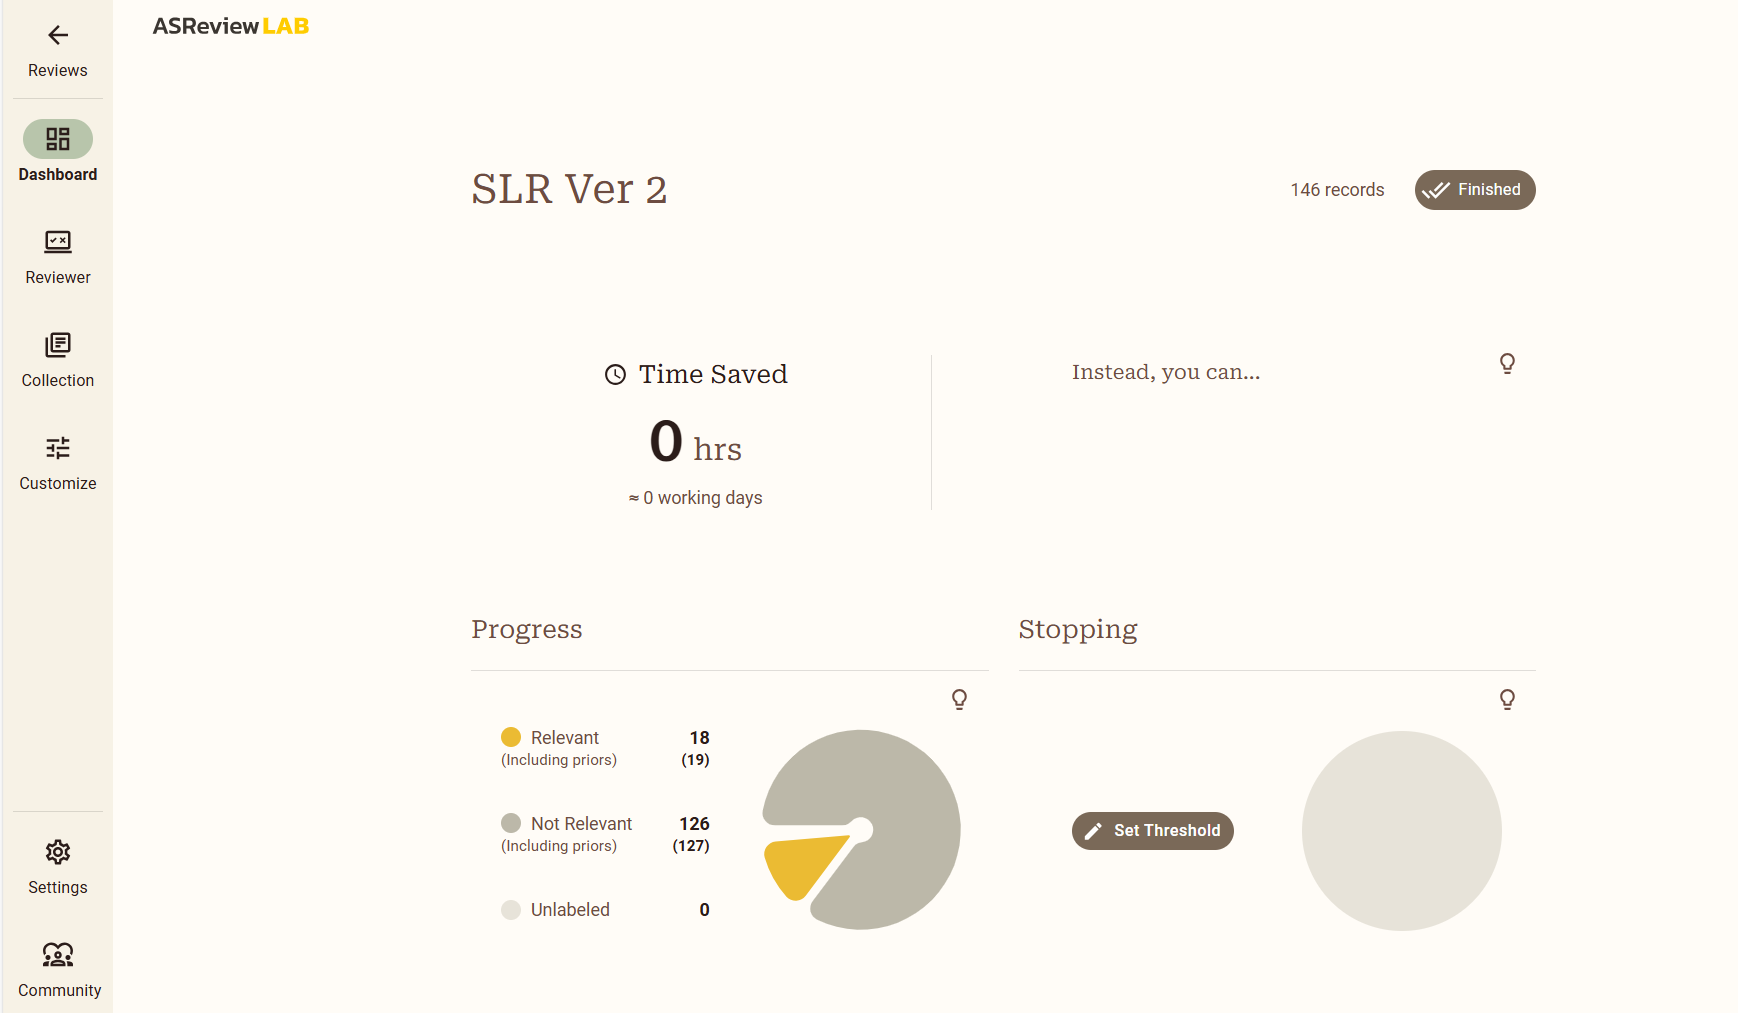 ASReview LAB
Reviews
Dashboard
Reviewer
Collection
Customize
Settings
Community
SLR Ver 2
146 records
Finished
Time Saved
0 hrs
≈ 0 working days
Instead, you can...
Progress
Relevant 18
(Including priors) (19)
Not Relevant 126
(Including priors) (127)
Unlabeled 0
Stopping
Set Threshold